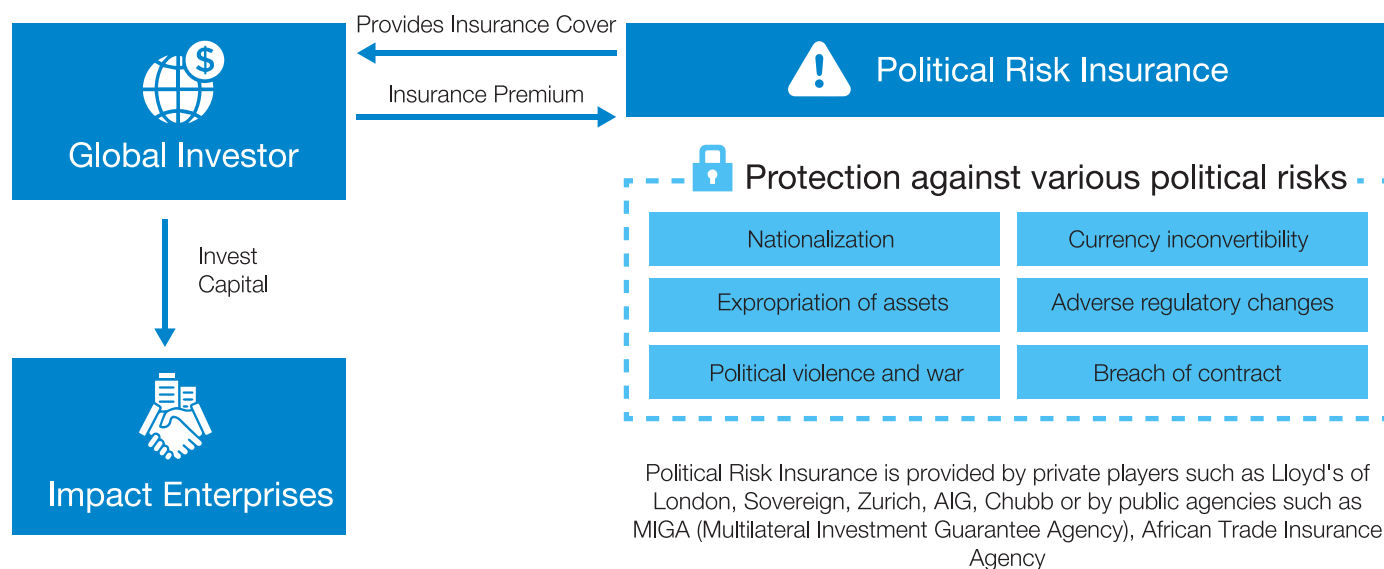 Provides Insurance Cover
$
Political Risk Insurance
Insurance Premium
Global Investor
Protection against various political risks
Nationalization
Currency inconvertibility
Invest
Capital
Expropriation of assets
Adverse regulatory changes
Political violence and war
Breach of contract
Impact Enterprises
Political Risk Insurance is provided by private players such as Lloyd's of
London, Sovereign, Zurich, AIG, Chubb or by public agencies such as
MIGA (Multilateral Investment Guarantee Agency), African Trade Insurance
Agency